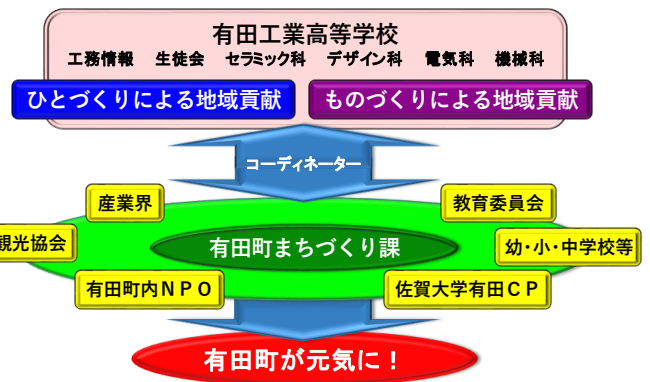 有田工業高等学校
工務情報 生徒会 セラミック科 デザイン科 電気科 機械科
ひとづくりによる地域貢献 ものづくりによる地域貢献
コーディネーター
産業界 教育委員会
観光協会 有田町まちづくり課 幼・小・中学校等
有田町内ＮＰＯ 佐賀大学有田ＣＰ
有田町が元気に！